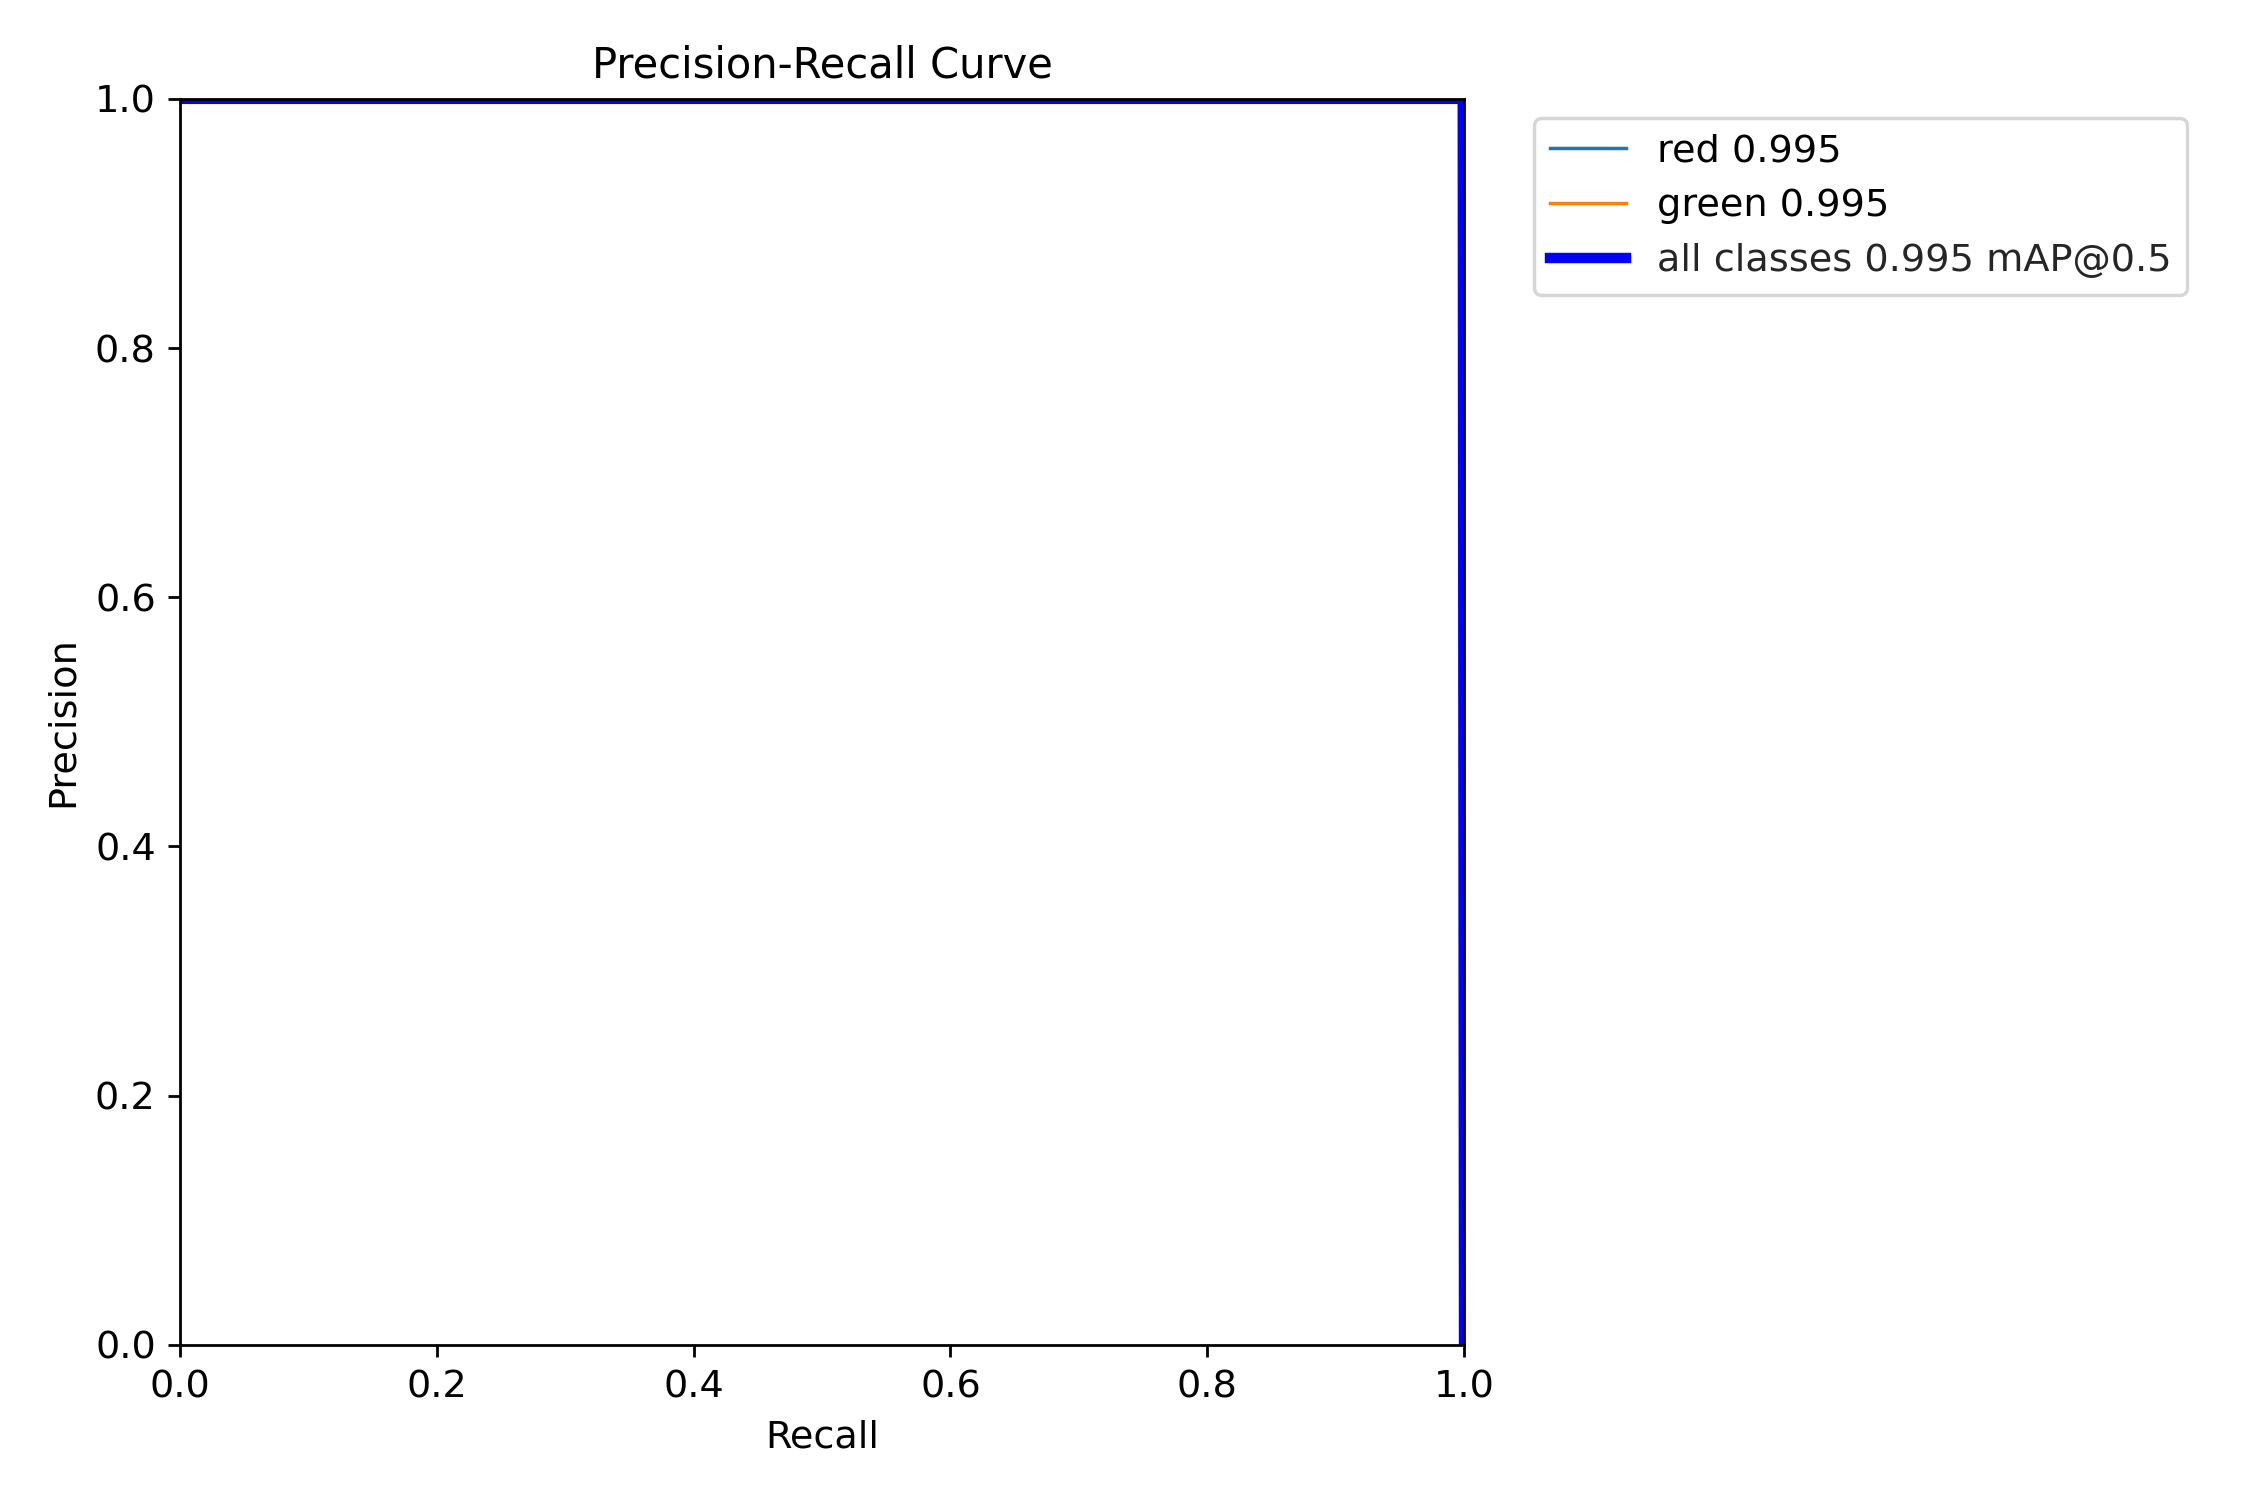 Precision-Recall Curve
1.0
0.8
0.6
0.4
0.2
0.0
Precision
0.0 0.2 0.4 0.6 0.8 1.0
Recall
red 0.995
green 0.995
all classes 0.995 mAP@0.5